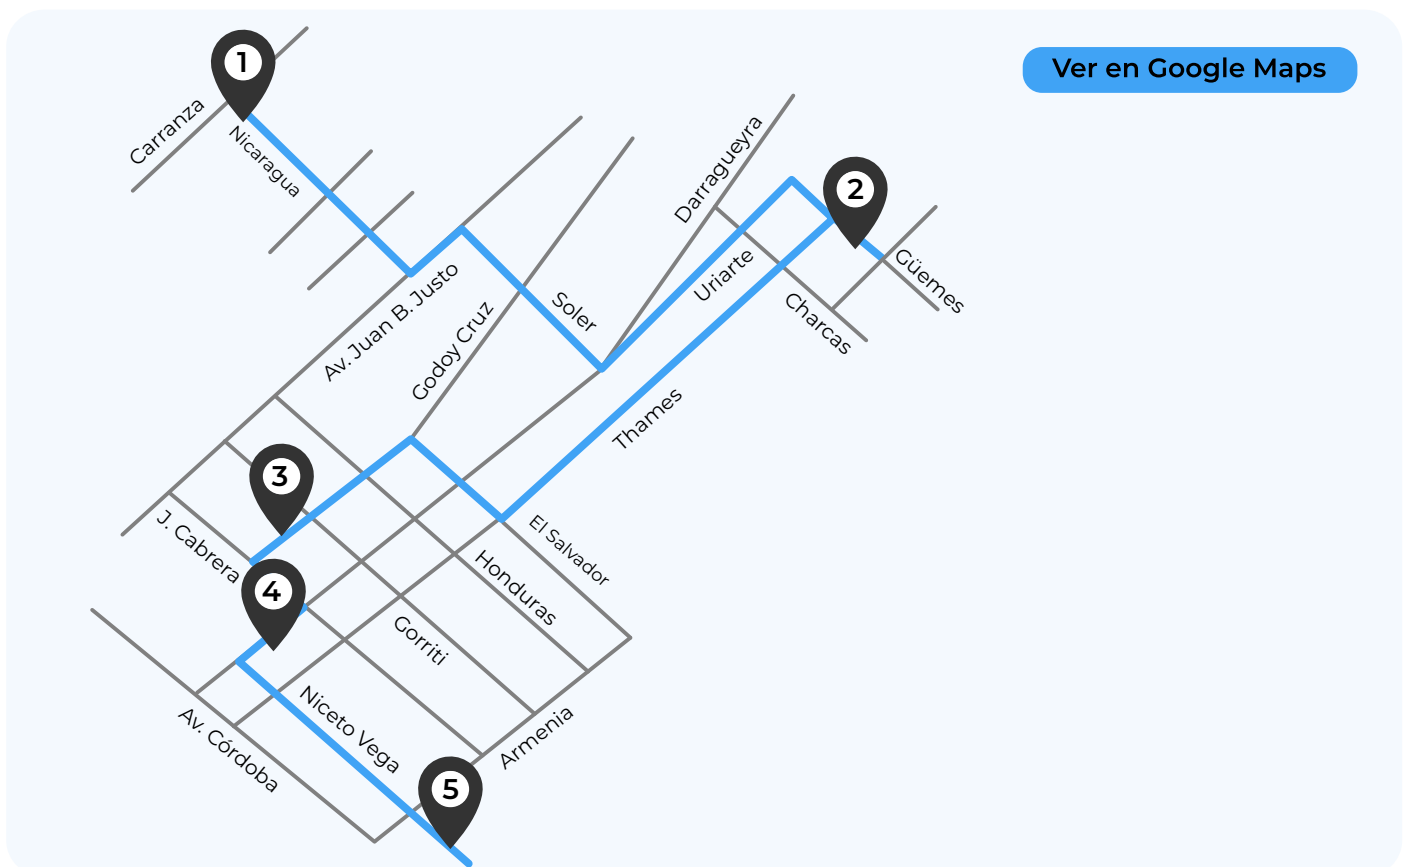 1
Ver en Google Maps
Carranza
Nicaragua
Darragueyra
2
Güemes
Uriarte
Charcas
Av. Juan B. Justo
Soler
Godoy Cruz
Thames
3
J. Cabrera
El Salvador
Honduras
4
Gorriti
Niceto Vega
Av. Córdoba
Armenia
5